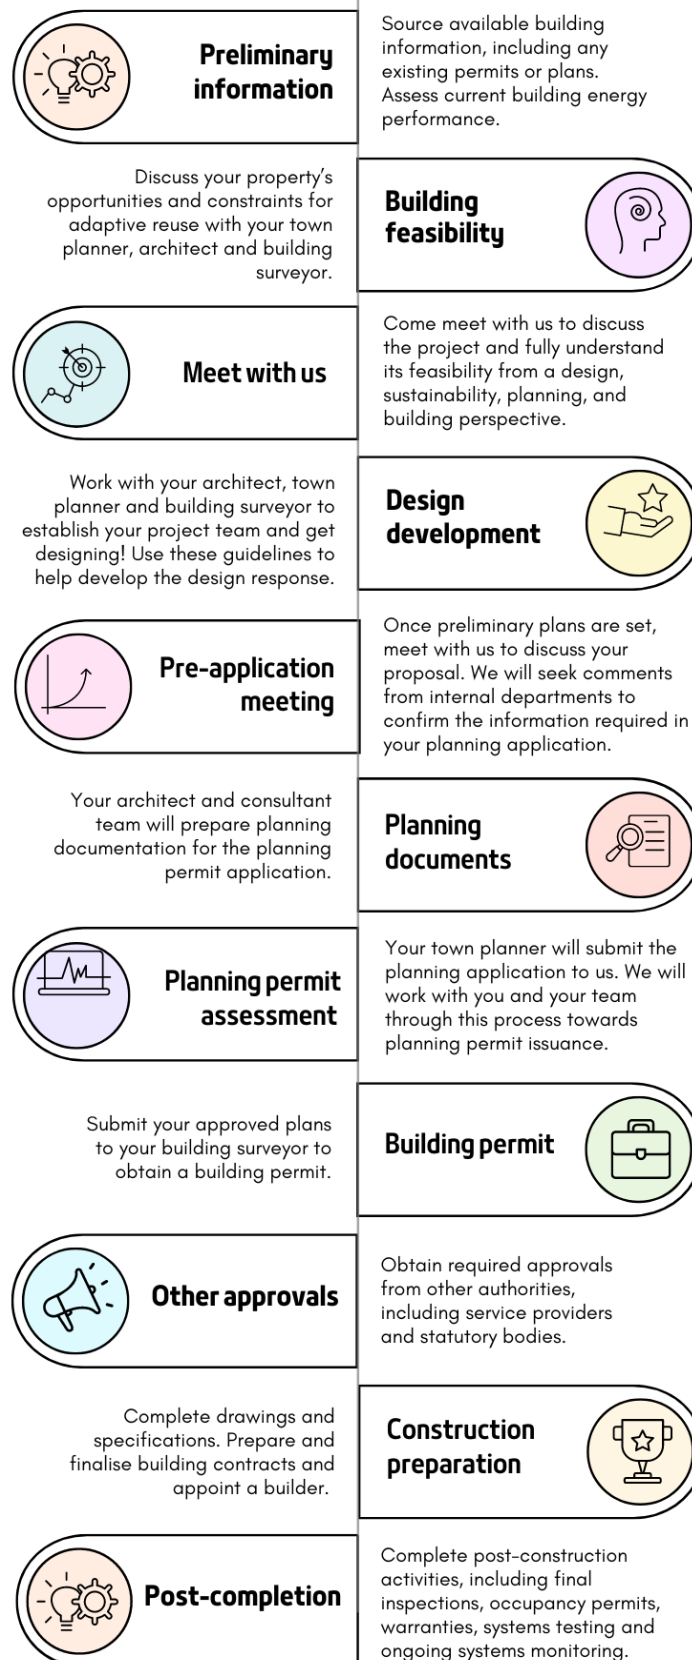 Preliminary
information
Source available building
information, including any
existing permits or plans.
Assess current building energy
performance.
Building
feasibility
Discuss your property's
opportunities and constraints for
adaptive reuse with your town
planner, architect and building
surveyor.
Meet with us
Come meet with us to discuss
the project and fully understand
its feasibility from a design,
sustainability, planning, and
building perspective.
Design
development
Work with your architect, town
planner and building surveyor to
establish your project team and get
designing! Use these guidelines to
help develop the design response.
Pre-application
meeting
Once preliminary plans are set,
meet with us to discuss your
proposal. We will seek comments
from internal departments to
confirm the information required in
your planning application.
Planning
documents
Your architect and consultant
team will prepare planning
documentation for the planning
permit application.
Planning permit
assessment
Your town planner will submit the
planning application to us. We will
work with you and your team
through this process towards
planning permit issuance.
Building permit
Submit your approved plans
to your building surveyor to
obtain a building permit.
Other approvals
Obtain required approvals
from other authorities,
including service providers
and statutory bodies.
Construction
preparation
Complete drawings and
specifications. Prepare and
finalise building contracts and
appoint a builder.
Post-completion
Complete post-construction
activities, including final
inspections, occupancy permits,
warranties, systems testing and
ongoing systems monitoring.